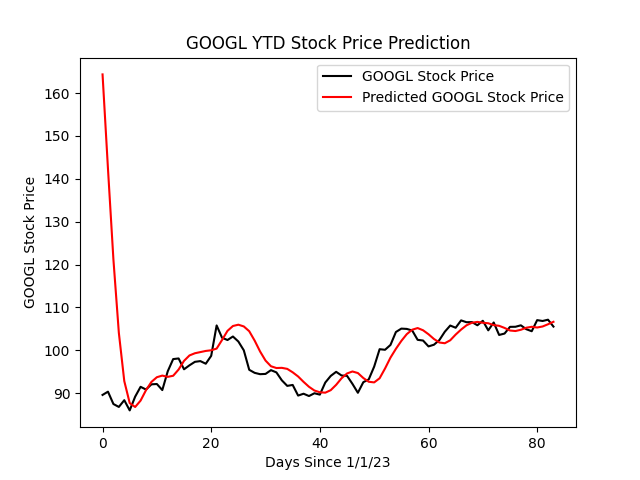 GOOGL YTD Stock Price Prediction
GOOGL Stock Price
Predicted GOOGL Stock Price
GOOGL Stock Price
160
150
140
130
120
110
100
90
0 20 40 60 80
Days Since 1/1/23